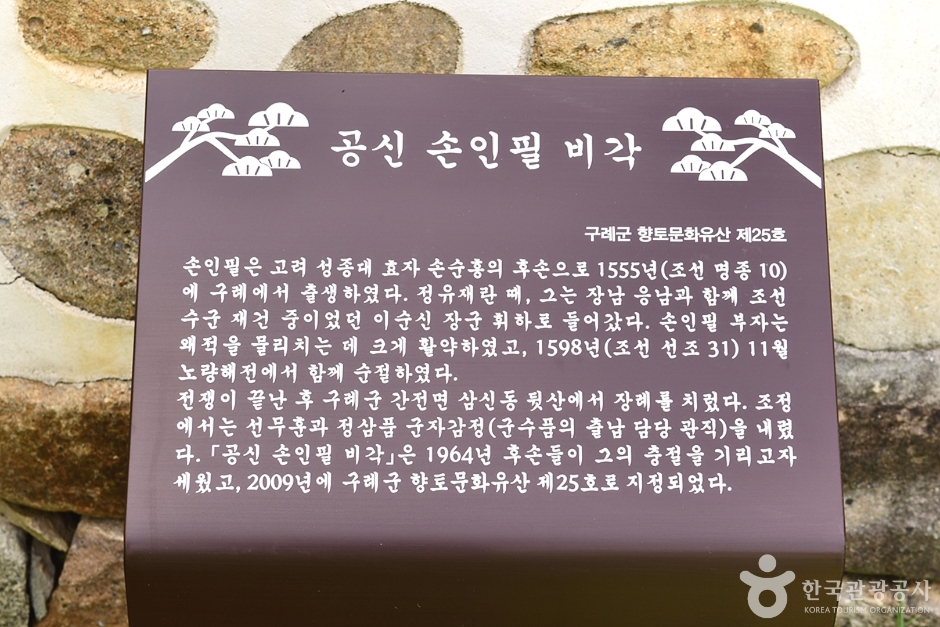 공신 손인필 비각
구례군 향토문화유산 제25호
손인필은 고려 성종대 효자 손순흥의 후손으로 1555년(조선 명종 10)
에 구례에서 출생하였다. 정유재란 때, 그는 장남 응남과 함께 조선
수군 재건 중이었던 이순신 장군 휘하로 들어갔다. 손인필 부자는
왜적을 물리치는 데 크게 활약하였고, 1598년(조선 선조 31) 11월
노량해전에서 함께 순절하였다.
전쟁이 끝난 후 구례군 간전면 삼신동 뒷산에서 장례를 치렀다. 조정
에서는 선무훈과 정삼품 군자감정(군수품의 출납 담당 관직)을 내렸
다. 「공신 손인필 비각」은 1964년 후손들이 그의 충절을 기리고자
세웠고, 2009년에 구례군 향토문화유산 제25호로 지정되었다.
한국관광공사
KOREA TOURISM ORGANIZATION